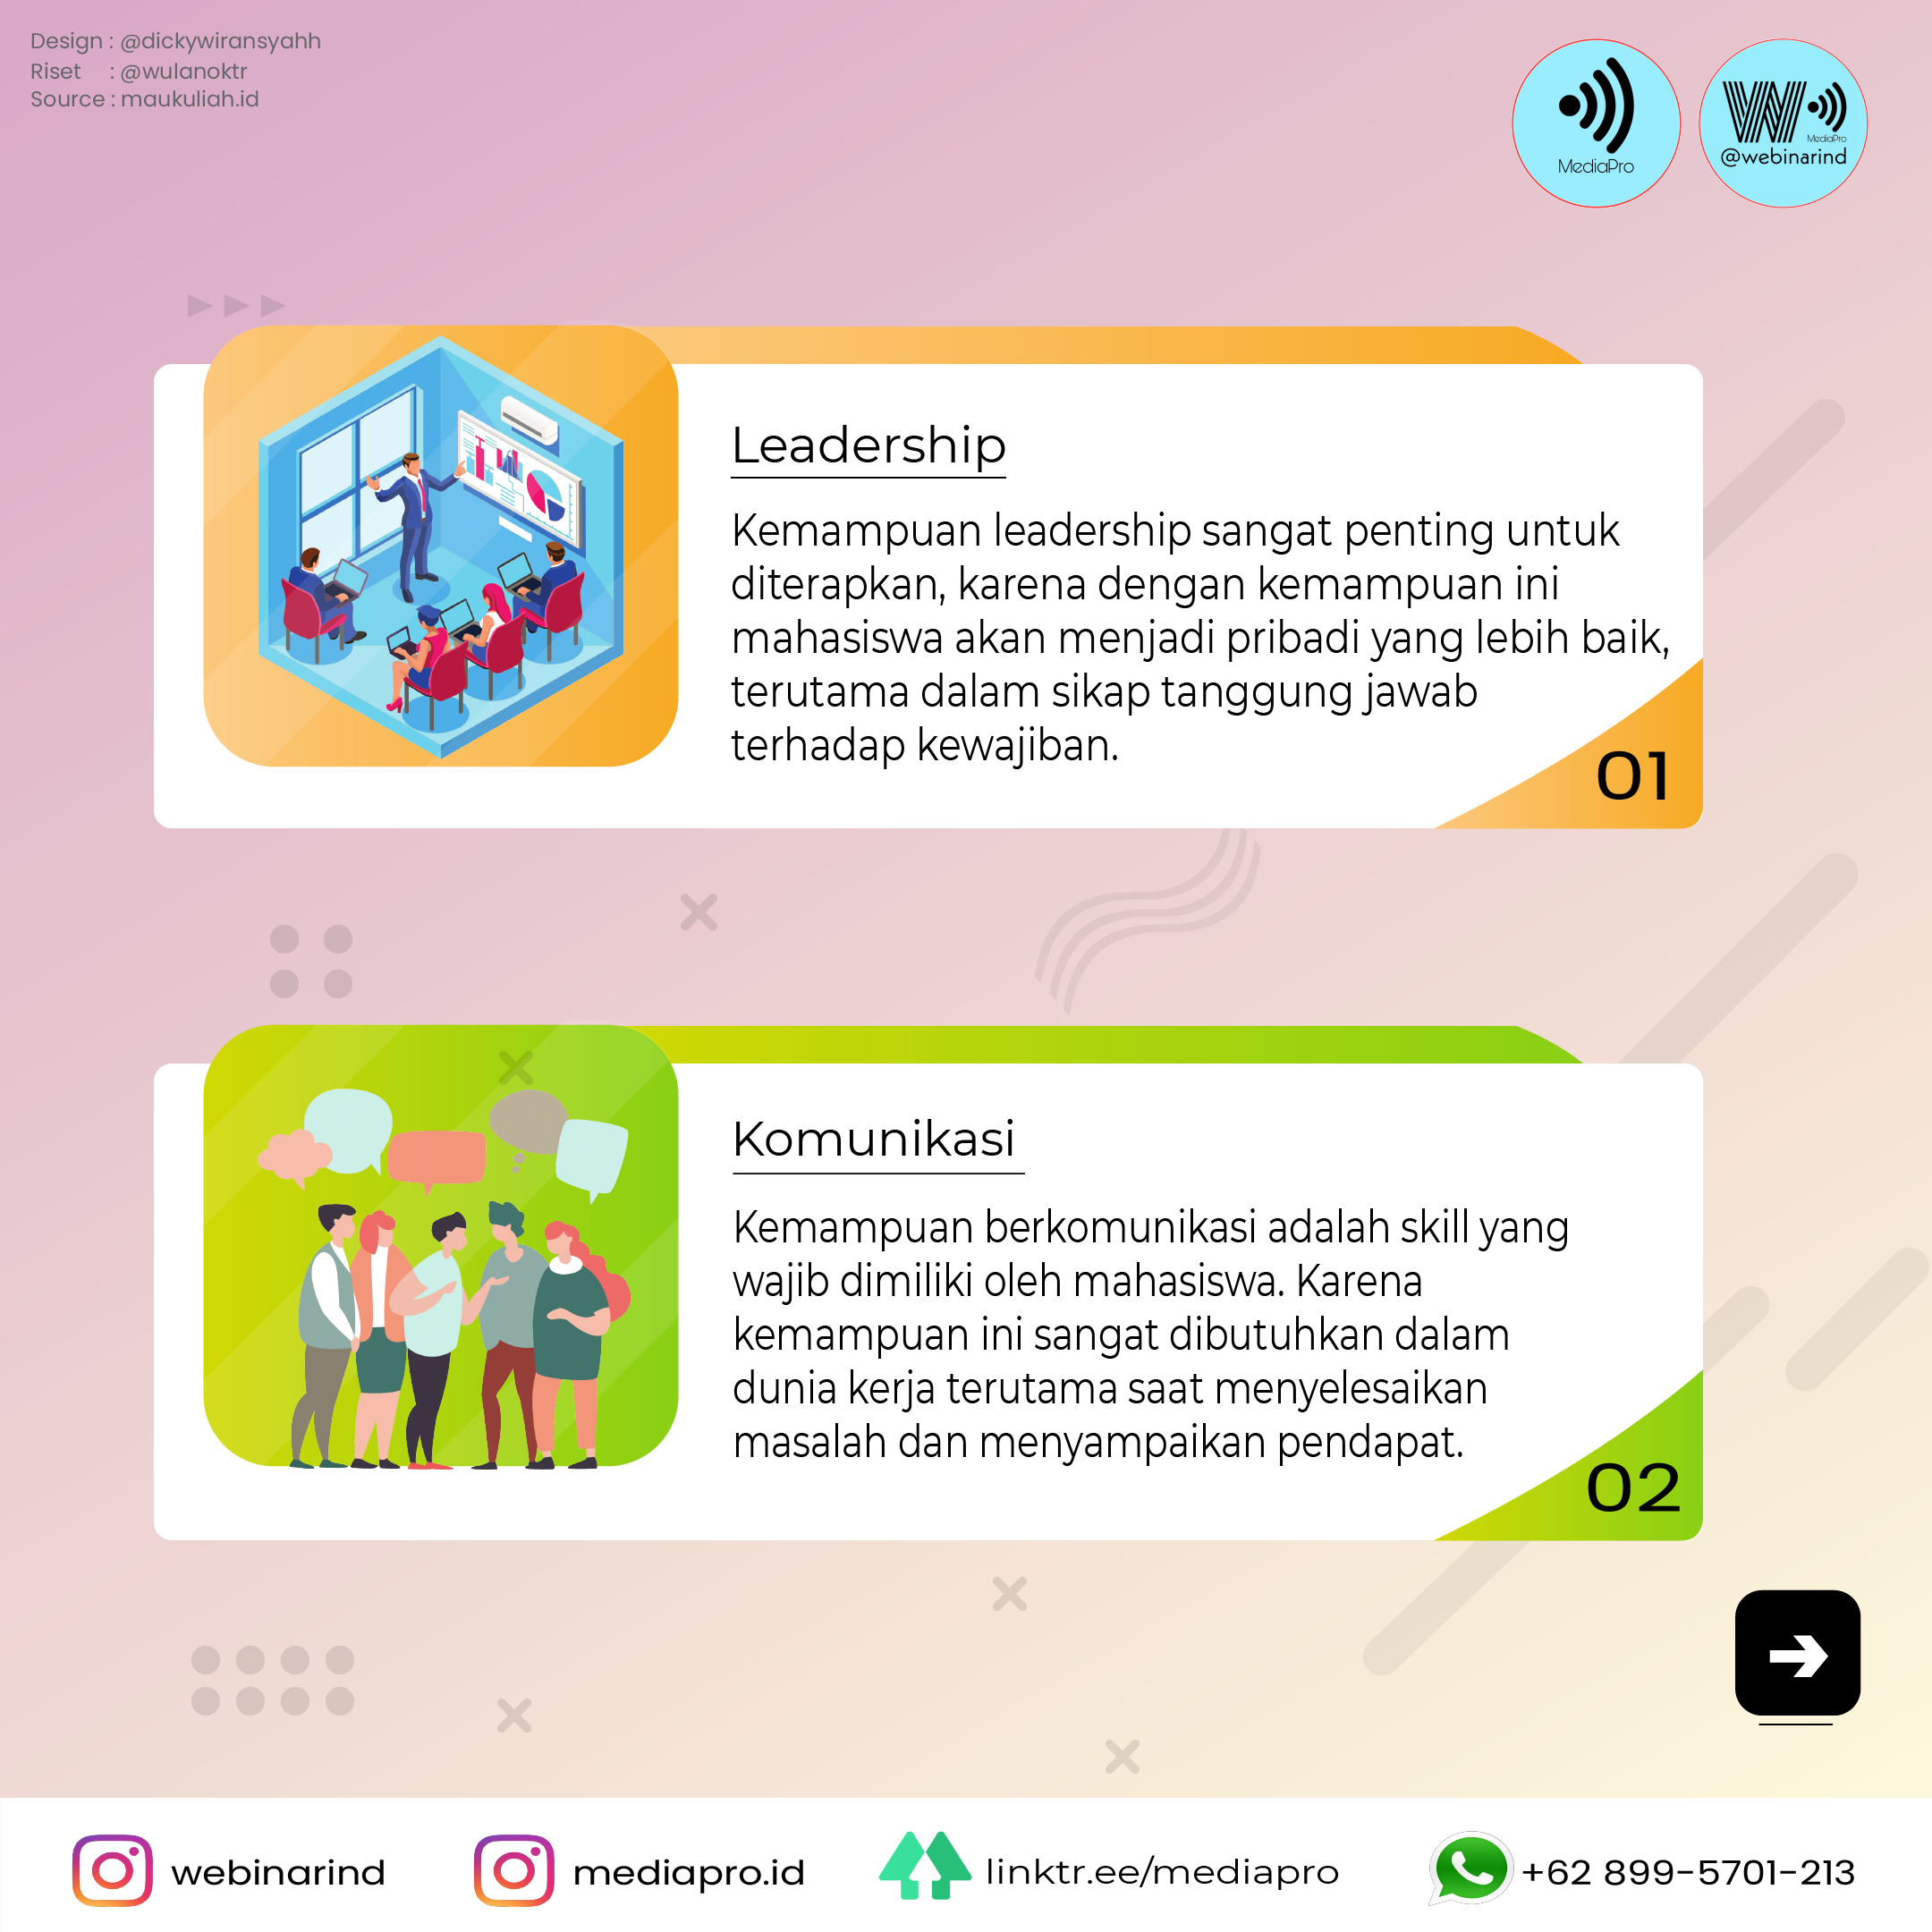 Design : @dickywiransyahh
Riset : @wulanoktr
Source : maukuliah.id
MediaPro
W
MediaPro
@webinarind
Leadership
Kemampuan leadership sangat penting untuk
diterapkan, karena dengan kemampuan ini
mahasiswa akan menjadi pribadi yang lebih baik,
terutama dalam sikap tanggung jawab
terhadap kewajiban.
01
Komunikasi
Kemampuan berkomunikasi adalah skill yang
wajib dimiliki oleh mahasiswa. Karena
kemampuan ini sangat dibutuhkan dalam
dunia kerja terutama saat menyelesaikan
masalah dan menyampaikan pendapat.
02
webinarind
mediapro.id
linktr.ee/mediapro
+62 899-5701-213